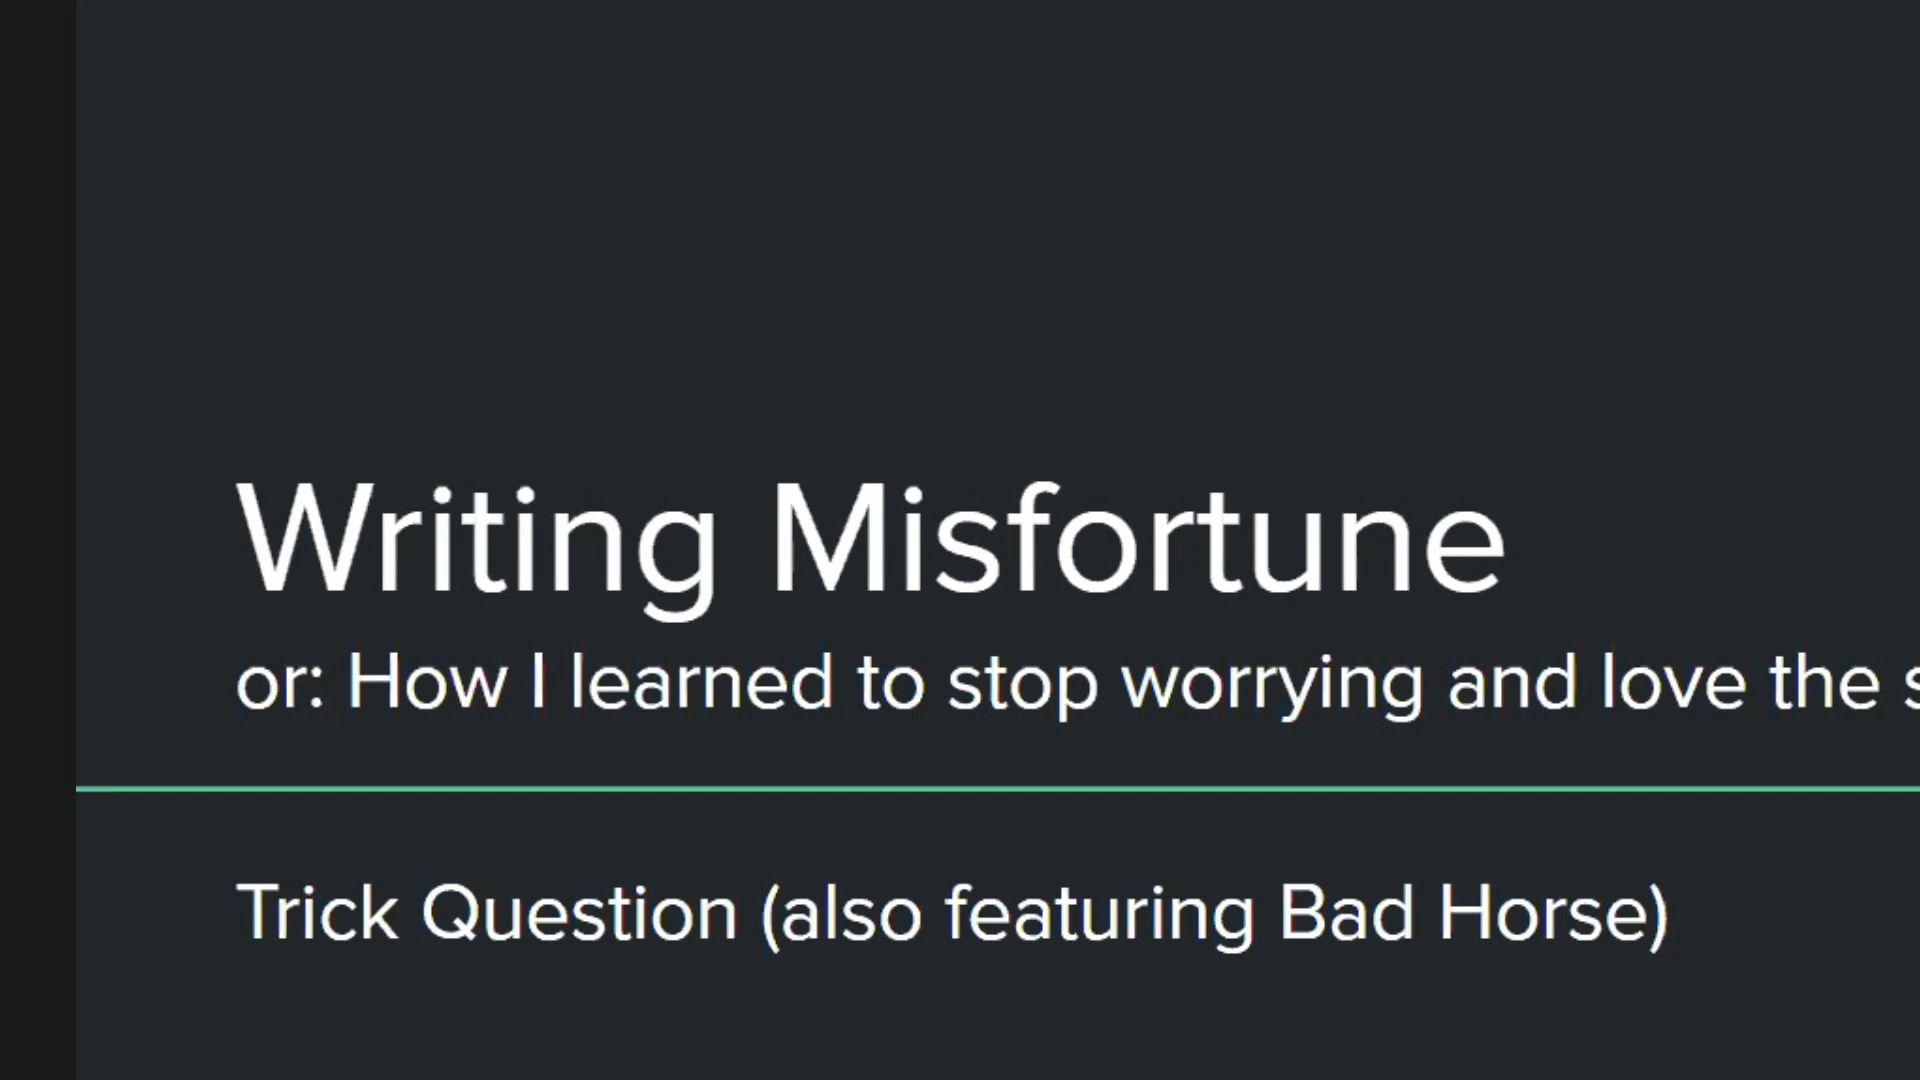 Writing Misfortune
or: How I learned to stop worrying and love the
Trick Question (also featuring Bad Horse)